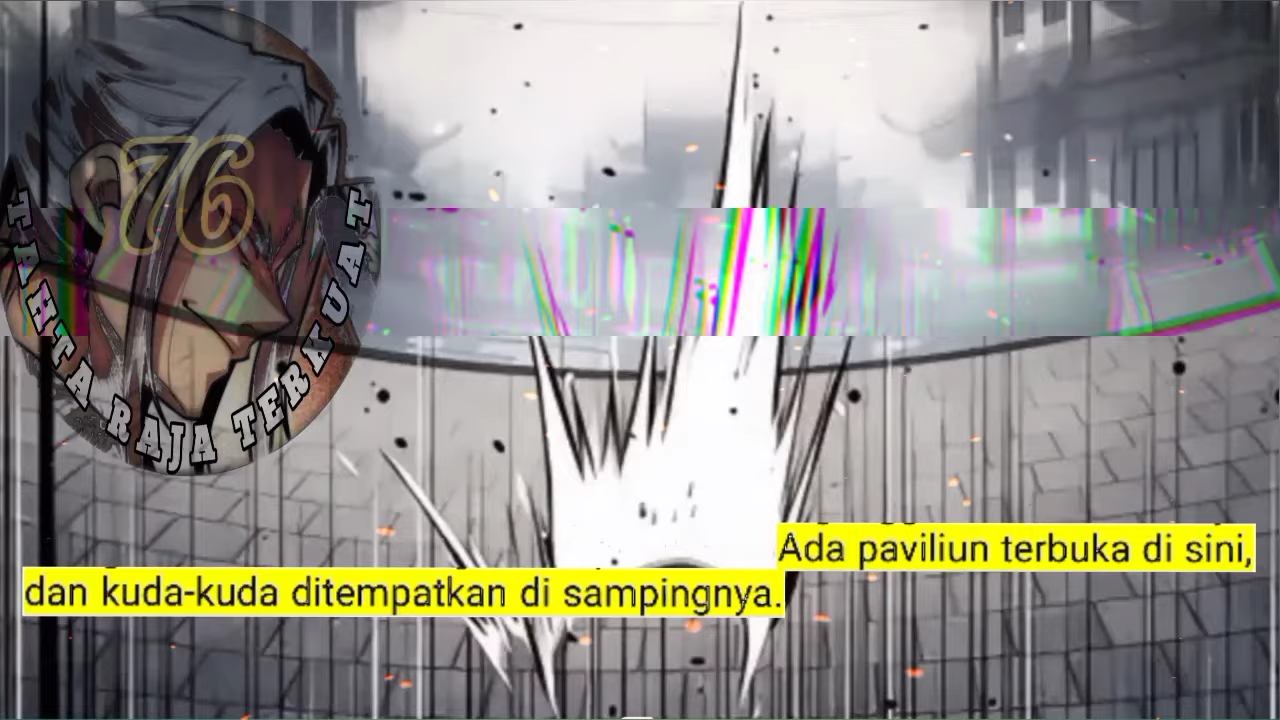 76
TAHTA RAJA TERKUAT
Ada paviliun terbuka di sini,
dan kuda-kuda ditempatkan di sampingnya.